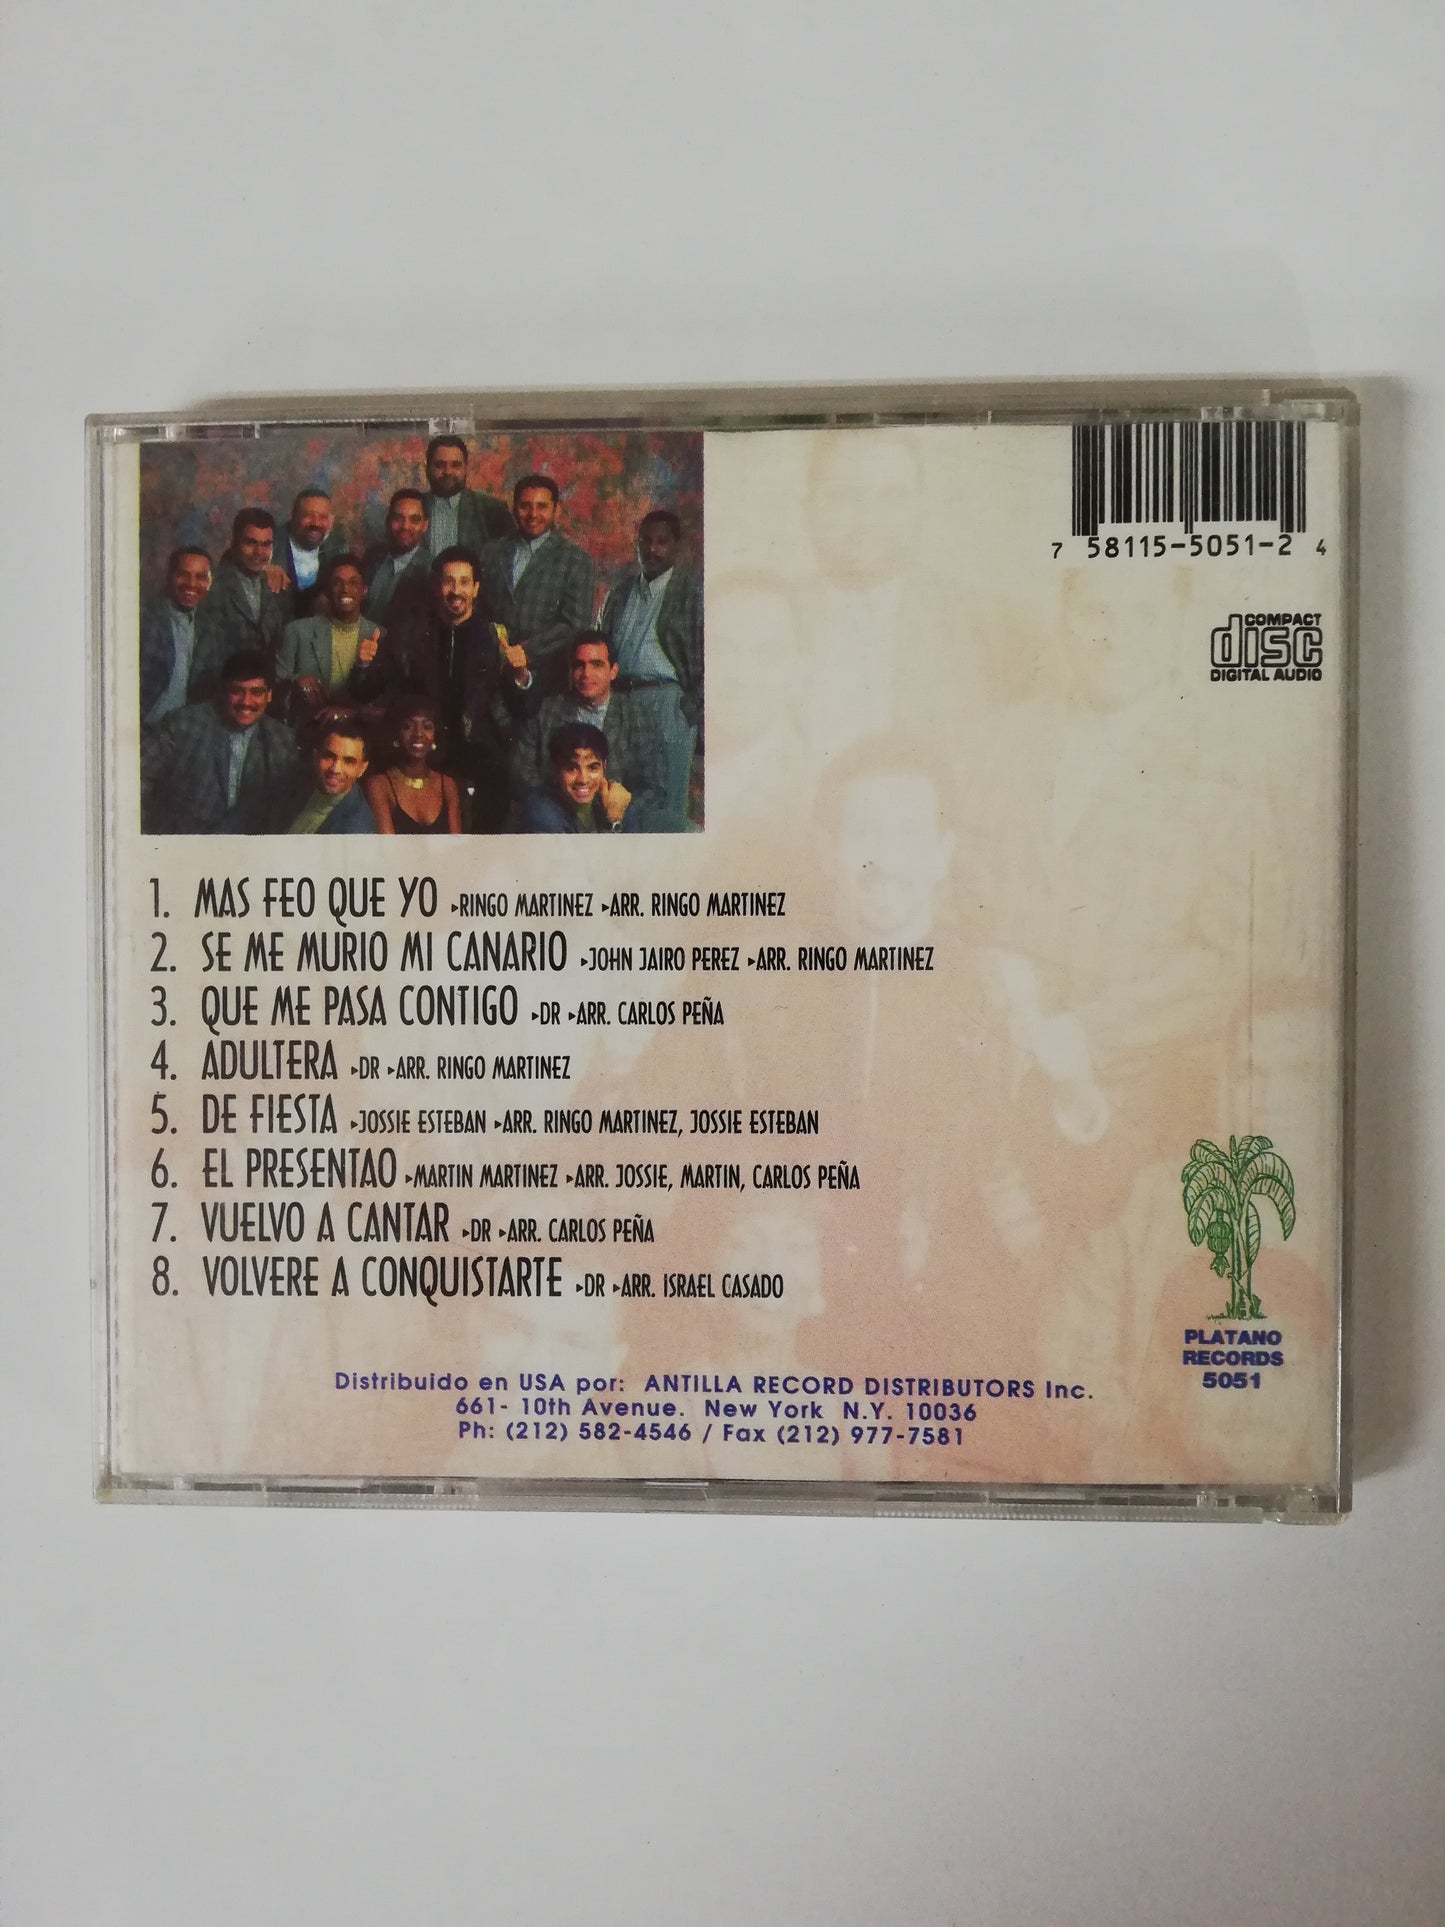 7 58115-5051-2 4
COMPACT
disc
DIGITAL AUDIO
1. MAS FEO QUE YO ▸RINGO MARTINEZ ▸ARR. RINGO MARTINEZ
2. SE ME MURIO MI CANARIO ▸JOHN JAIRO PEREZ ▸ARR. RINGO MARTINEZ
3. QUE ME PASA CONTIGO ▸DR ▸ARR. CARLOS PEÑA
4. ADULTERA ▸DR ▸ARR. RINGO MARTINEZ
5. DE FIESTA ▸JOSSIE ESTEBAN ▸ARR. RINGO MARTINEZ, JOSSIE ESTEBAN
6. EL PRESENTAO ▸MARTIN MARTINEZ ▸ARR. JOSSIE, MARTIN, CARLOS PEÑA
7. VUELVO A CANTAR ▸DR ▸ARR. CARLOS PEÑA
8. VOLVERE A CONQUISTARTE ▸DR ▸ARR. ISRAEL CASADO
PLATANO
RECORDS
5051
Distribuido en USA por: ANTILLA RECORD DISTRIBUTORS Inc.
661- 10th Avenue. New York N.Y. 10036
Ph: (212) 582-4546 / Fax (212) 977-7581